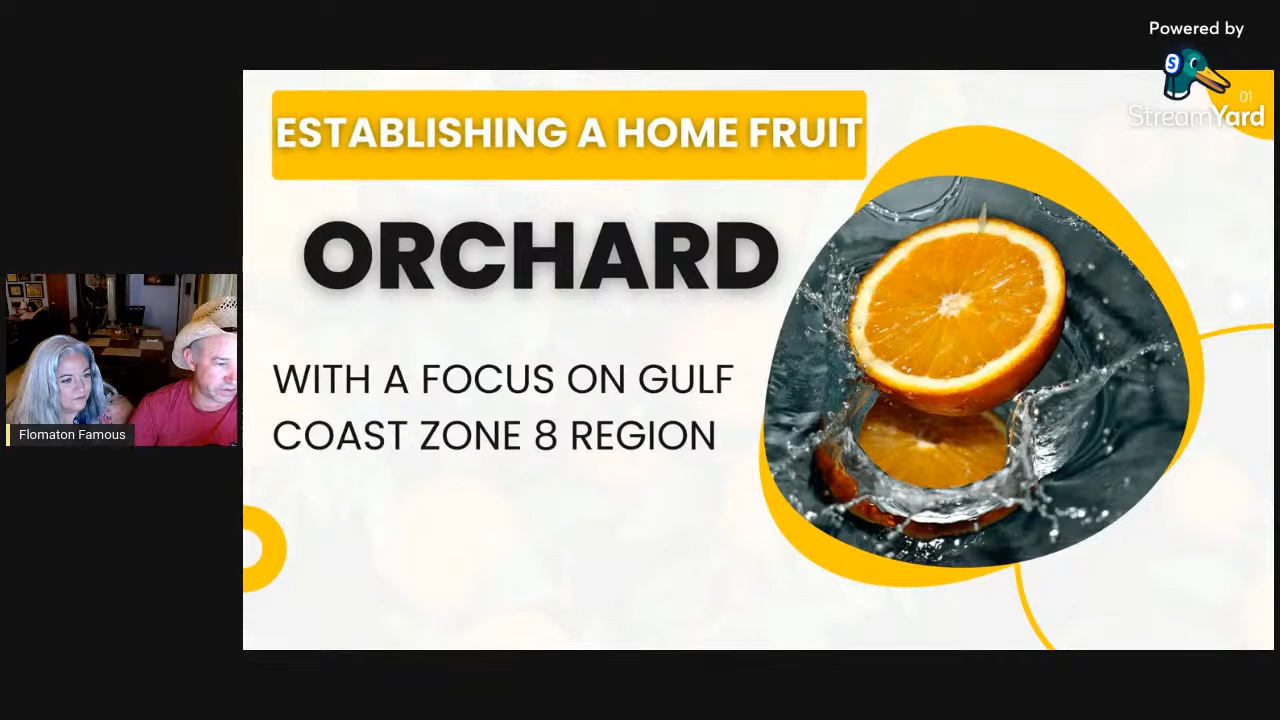 Powered by
S
StreamYard
01
ESTABLISHING A HOME FRUIT
ORCHARD
WITH A FOCUS ON GULF
COAST ZONE 8 REGION
Flomaton Famous